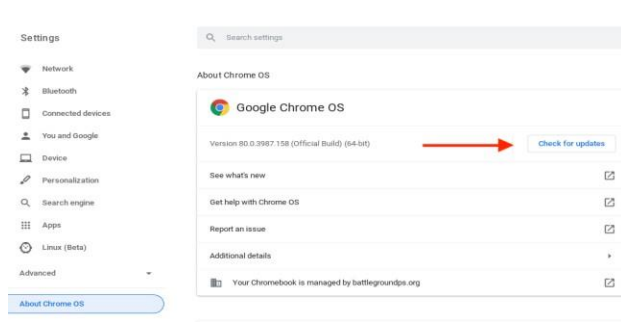 Settings
Search settings
Network
Bluetooth
Connected devices
You and Google
Device
Personalization
Search engine
Apps
Linux (Beta)
Advanced
About Chrome OS
About Chrome OS
Google Chrome OS
Version 80.0.3987.158 (Official Build) (64-bit)
Check for updates
See what's new
Get help with Chrome OS
Report an issue
Additional details
Your Chromebook is managed by battlegroundps.org